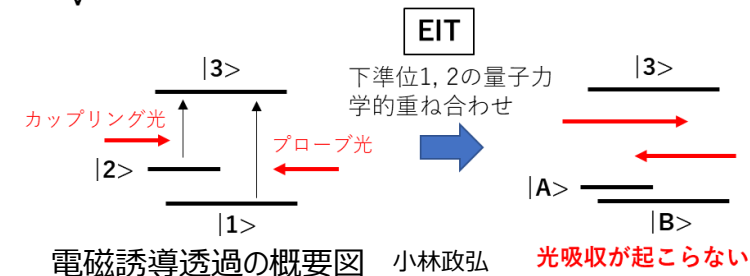 EIT
|3>
下準位1, 2の量子力
学的重ね合わせ
|3>
カップリング光
プローブ光
|2>
|A>
|1>
|B>
電磁誘導透過の概要図
小林政弘
光吸収が起こらない